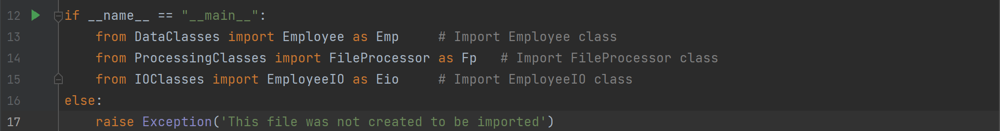 12 if __name__ == "__main__":
13     from DataClasses import Employee as Emp     # Import Employee class
14     from ProcessingClasses import FileProcessor as Fp   # Import FileProcessor class
15     from IOClasses import EmployeeIO as Eio     # Import EmployeeIO class
16 else:
17     raise Exception('This file was not created to be imported')